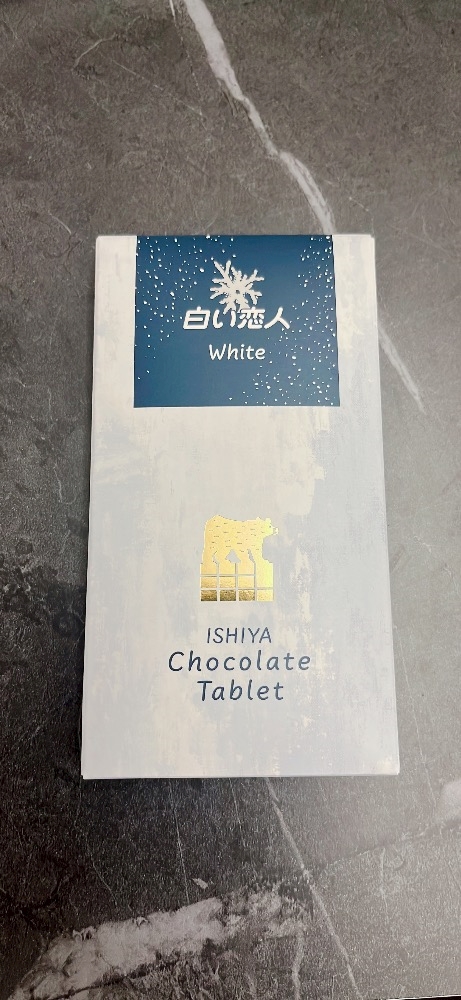 白い恋人
White
ISHIYA
Chocolate
Tablet